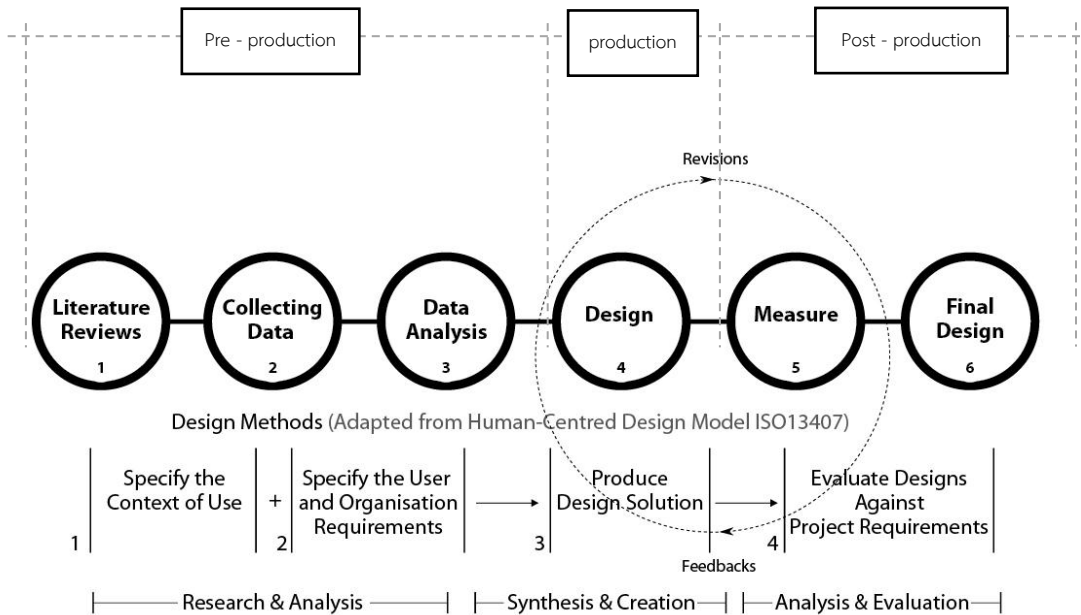 Pre - production
production
Post - production
Revisions
Literature
Reviews
1
Collecting
Data
2
Data
Analysis
3
Design
4
Measure
5
Final
Design
6
Design Methods (Adapted from Human-Centred Design Model ISO13407)
1
Specify the
Context of Use
+
2
Specify the User
and Organisation
Requirements
3
Produce
Design Solution
4
Evaluate Designs
Against
Project Requirements
Feedbacks
Research & Analysis
Synthesis & Creation
Analysis & Evaluation